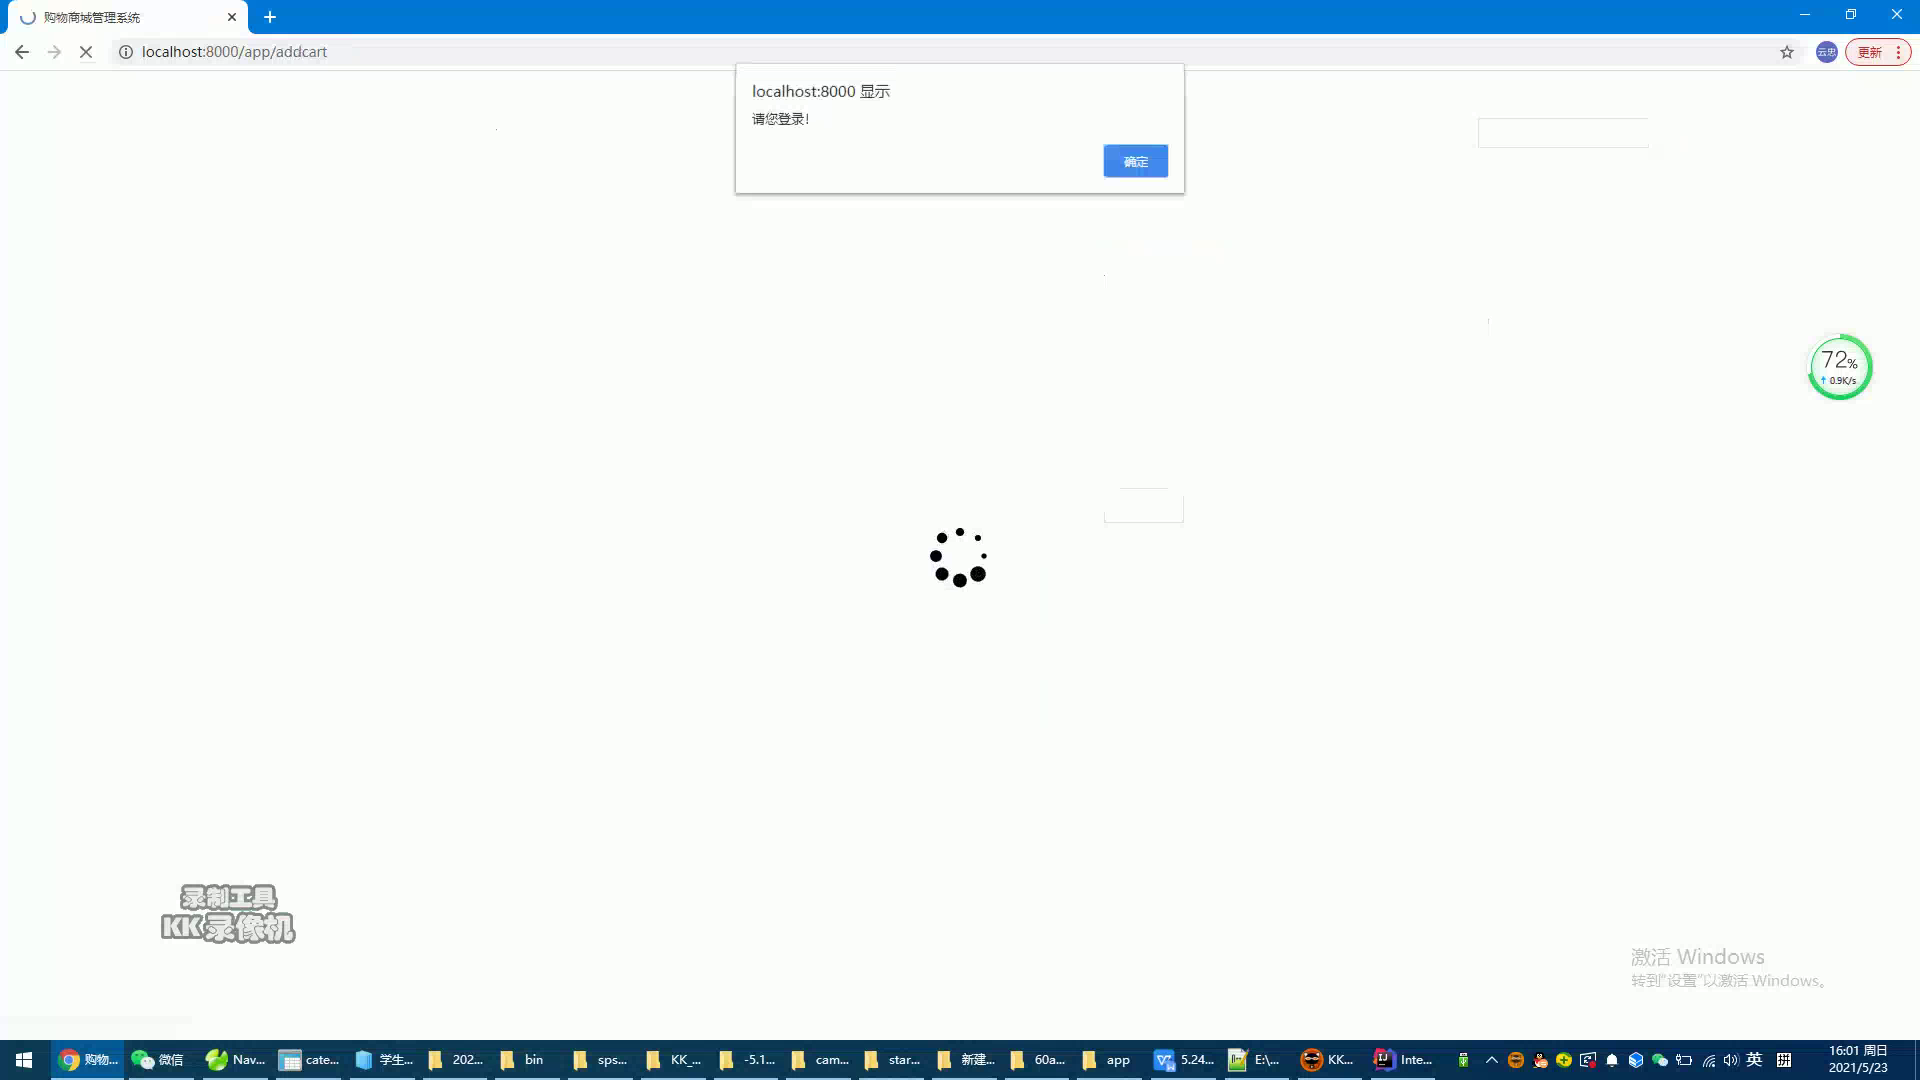 购物商城管理系统
localhost:8000/app/addcart
云忠
更新
localhost:8000 显示
请您登录!
确定
72%
0.9K/s
录制工具
KK录像机
激活 Windows
转到“设置”以激活 Windows。
购物...
微信
Nav...
cate...
学生...
202...
bin
sps...
KK_...
-5.1...
cam...
star...
新建...
60a...
app
5.24...
E:\...
KK...
Inte...
英
拼
16:01 周日
2021/5/23